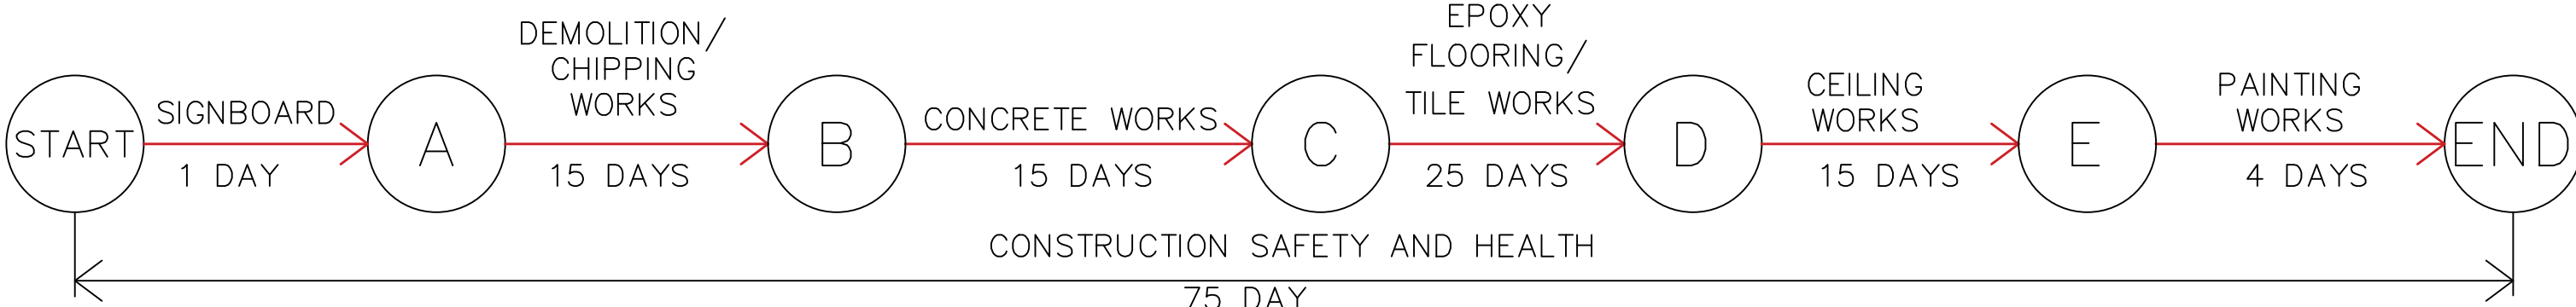 START
SIGNBOARD
1 DAY
A
DEMOLITION/
CHIPPING
WORKS
15 DAYS
B
CONCRETE WORKS
15 DAYS
C
EPOXY
FLOORING/
TILE WORKS
25 DAYS
D
CEILING
WORKS
15 DAYS
E
PAINTING
WORKS
4 DAYS
END
CONSTRUCTION SAFETY AND HEALTH
75 DAY